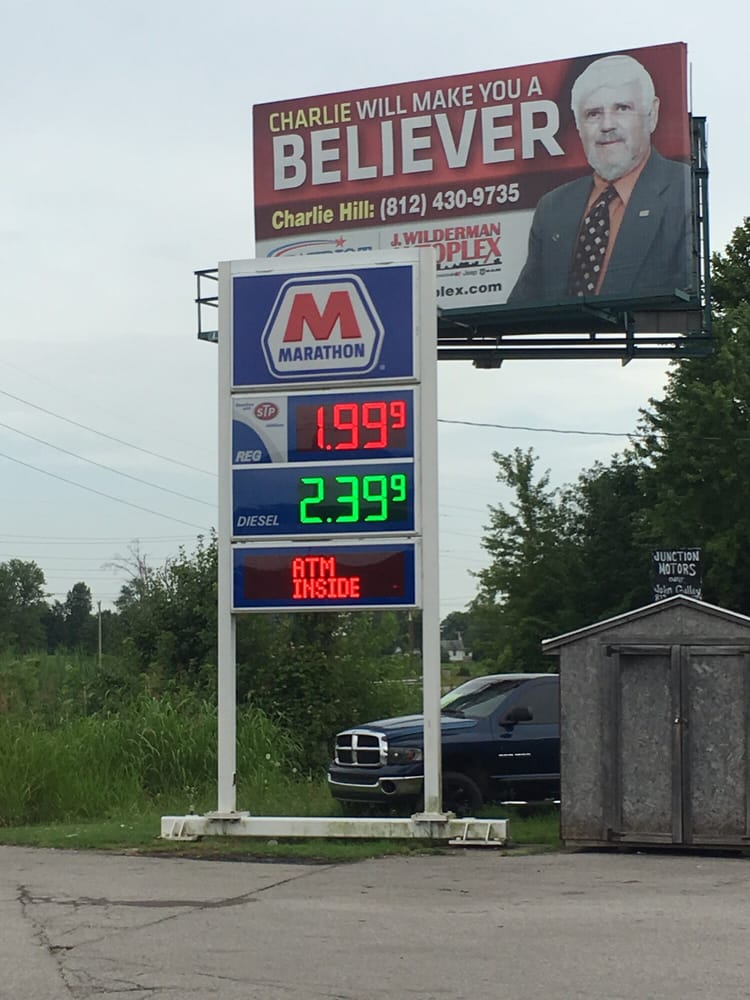 CHARLIE WILL MAKE YOU A
BELIEVER
Charlie Hill: (812) 430-9735
J. WILDERMAN
plex.com
M
MARATHON
STP
REG
1.99 9
DIESEL
2.39 9
ATM
INSIDE
JUNCTION
MOTORS
John